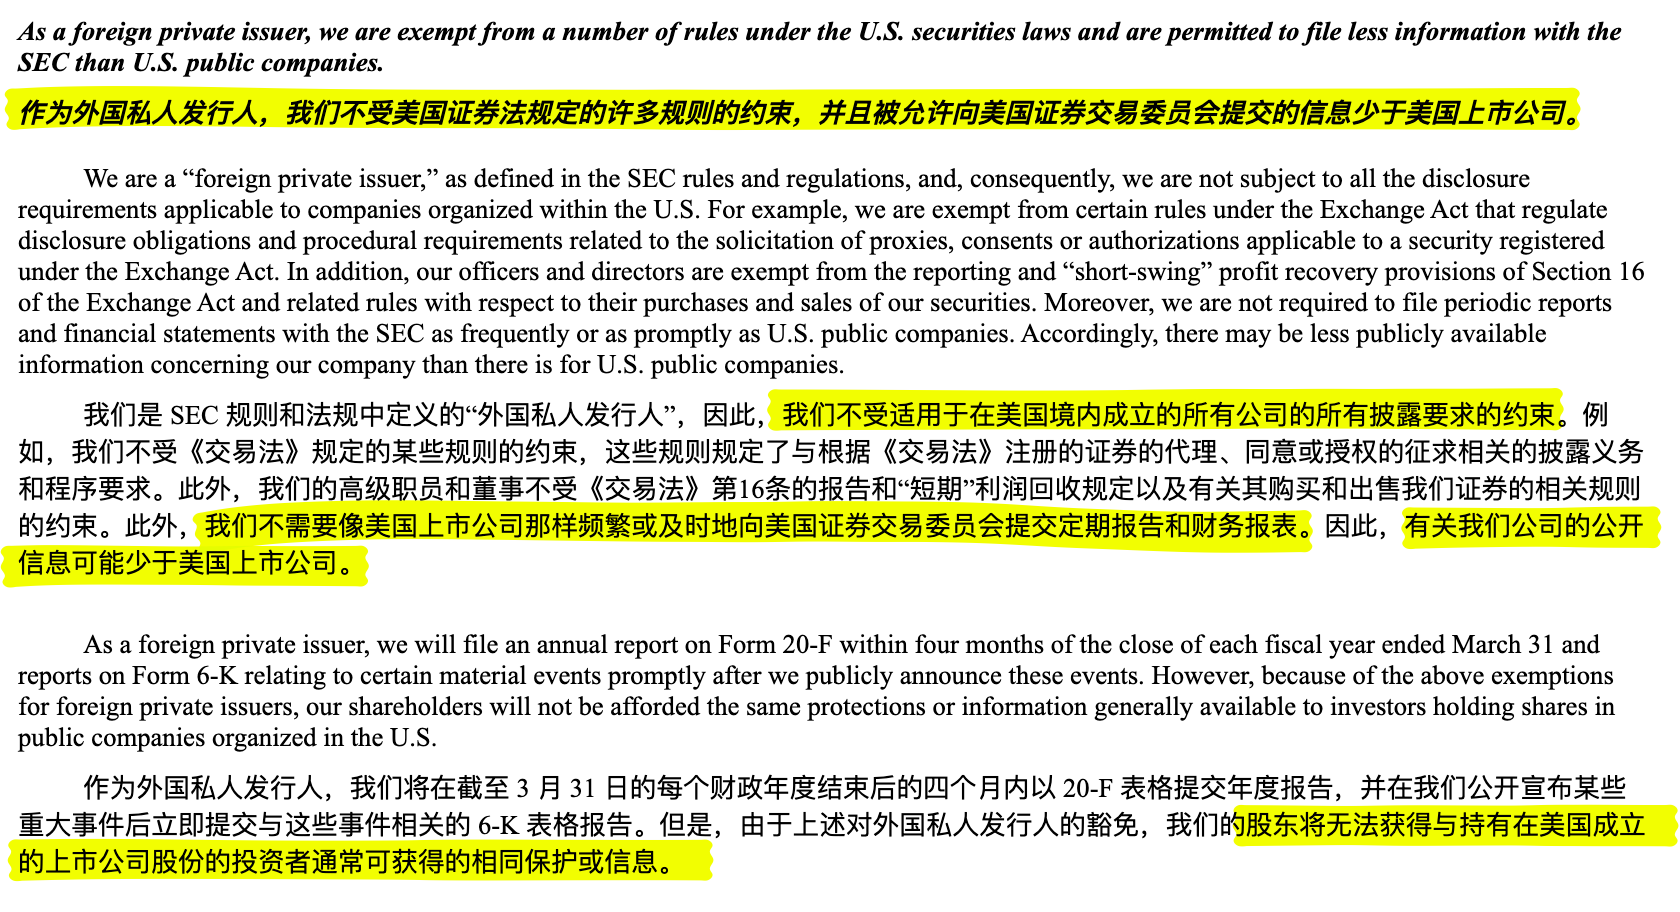 As a foreign private issuer, we are exempt from a number of rules under the U.S. securities laws and are permitted to file less information with the
SEC than U.S. public companies.
作为外国私人发行人，我们不受美国证券法规定的许多规则的约束，并且被允许向美国证券交易委员会提交的信息少于美国上市公司。
We are a “foreign private issuer,” as defined in the SEC rules and regulations, and, consequently, we are not subject to all the disclosure
requirements applicable to companies organized within the U.S. For example, we are exempt from certain rules under the Exchange Act that regulate
disclosure obligations and procedural requirements related to the solicitation of proxies, consents or authorizations applicable to a security registered
under the Exchange Act. In addition, our officers and directors are exempt from the reporting and “short-swing” profit recovery provisions of Section 16
of the Exchange Act and related rules with respect to their purchases and sales of our securities. Moreover, we are not required to file periodic reports
and financial statements with the SEC as frequently or as promptly as U.S. public companies. Accordingly, there may be less publicly available
information concerning our company than there is for U.S. public companies.
我们是 SEC 规则和法规中定义的“外国私人发行人”，因此，我们不受适用于在美国境内成立的所有公司的所有披露要求的约束。例
如，我们不受《交易法》规定的某些规则的约束，这些规则规定了与根据《交易法》注册的证券的代理、同意或授权的征求相关的披露义务
和程序要求。此外，我们的高级职员和董事不受《交易法》第16条的报告和“短期”利润回收规定以及有关其购买和出售我们证券的相关规则
的约束。此外，我们不需要像美国上市公司那样频繁或及时地向美国证券交易委员会提交定期报告和财务报表。因此，有关我们公司的公开
信息可能少于美国上市公司。
As a foreign private issuer, we will file an annual report on Form 20-F within four months of the close of each fiscal year ended March 31 and
reports on Form 6-K relating to certain material events promptly after we publicly announce these events. However, because of the above exemptions
for foreign private issuers, our shareholders will not be afforded the same protections or information generally available to investors holding shares in
public companies organized in the U.S.
作为外国私人发行人，我们将在截至 3 月 31 日的每个财政年度结束后的四个月内以 20-F 表格提交年度报告，并在我们公开宣布某些
重大事件后立即提交与这些事件相关的 6-K 表格报告。但是，由于上述对外国私人发行人的豁免，我们的股东将无法获得与持有在美国成立
的上市公司股份的投资者通常可获得的相同保护或信息。